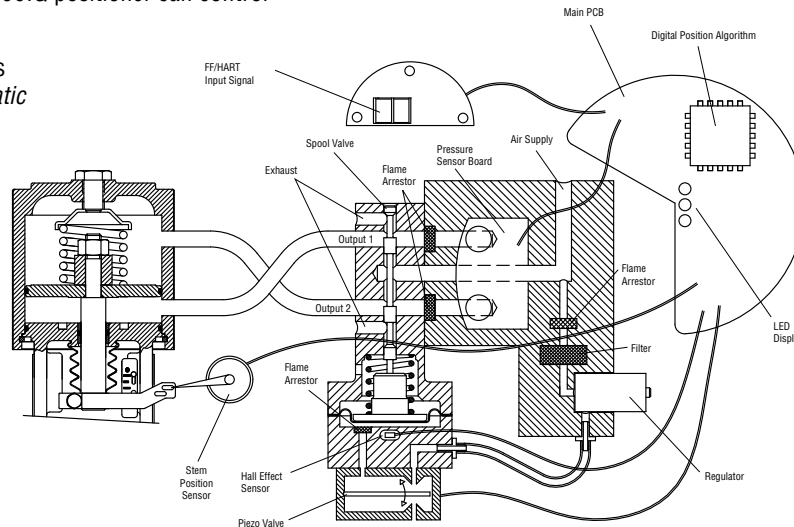 positioner can control
s
atic
Main PCB
Digital Position Algorithm
FF/HART
Input Signal
Spool Valve
Exhaust
Flame
Arrestor
Pressure
Sensor Board
Air Supply
Output 1
Output 2
Flame
Arrestor
LED
Displ
Filter
Flame
Arrestor
Regulator
Stem
Position
Sensor
Hall Effect
Sensor
Piezo Valve